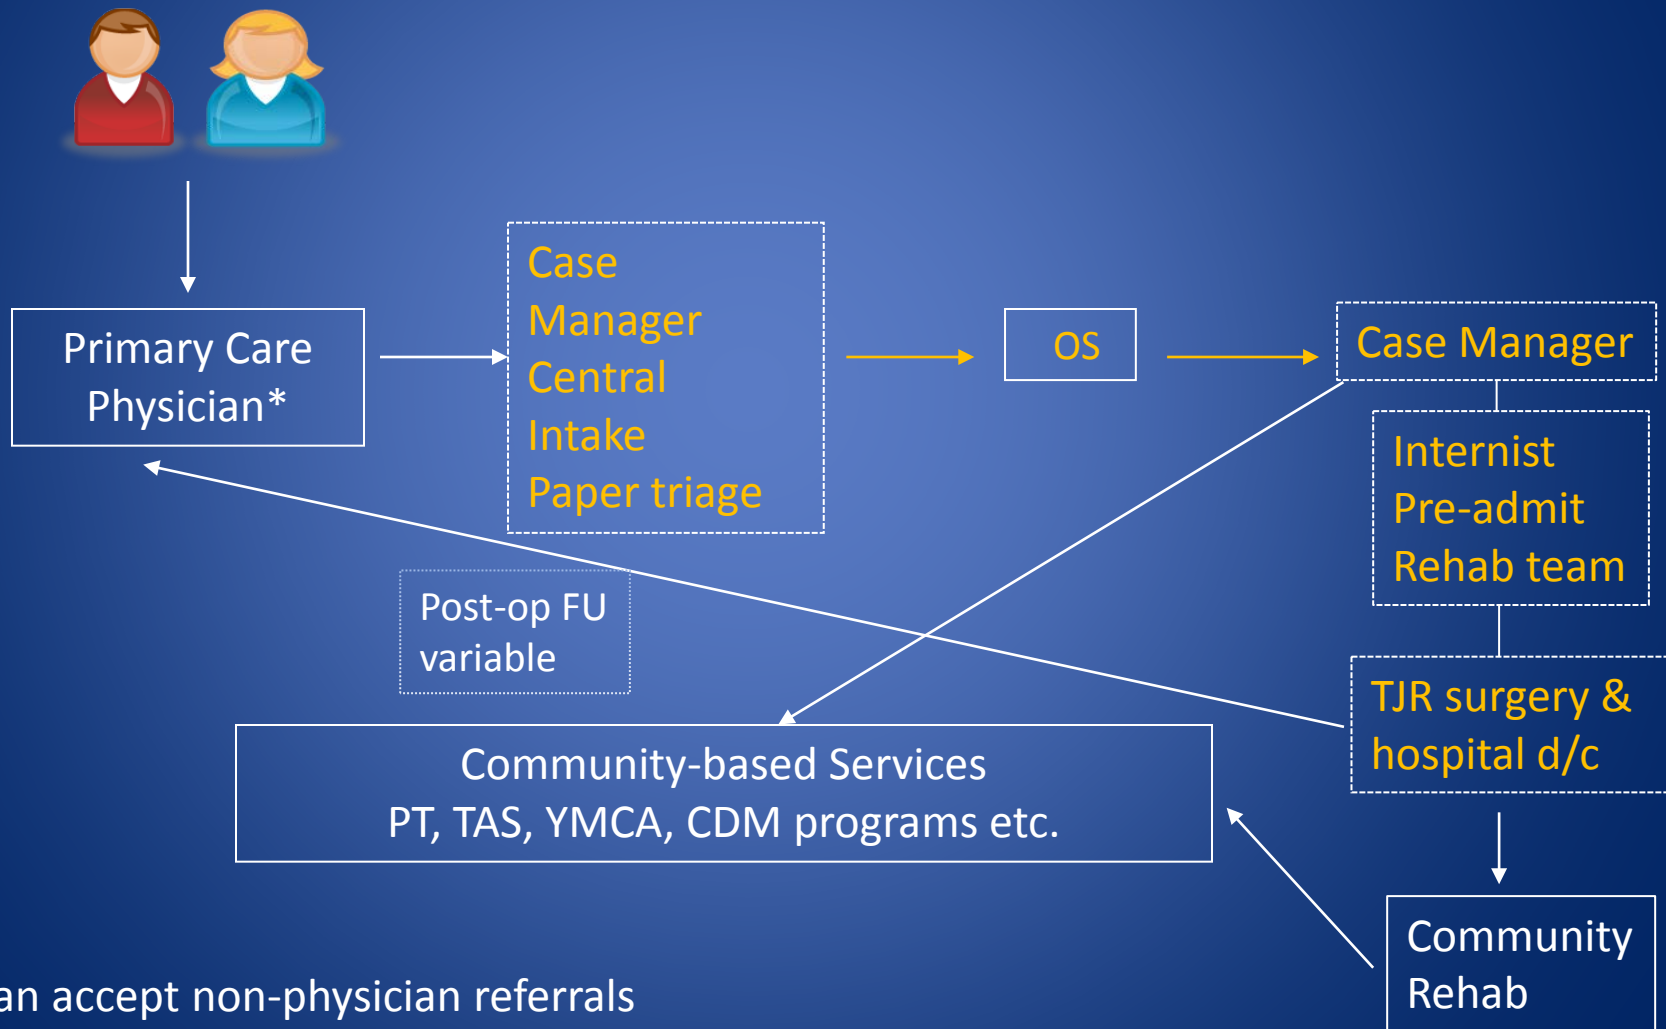 Primary Care
Physician*
Case
Manager
Central
Intake
Paper triage
OS
Case Manager
Internist
Pre-admit
Rehab team
Post-op FU
variable
TJR surgery &
hospital d/c
Community-based Services
PT, TAS, YMCA, CDM programs etc.
Community
Rehab
accept non-physician referrals